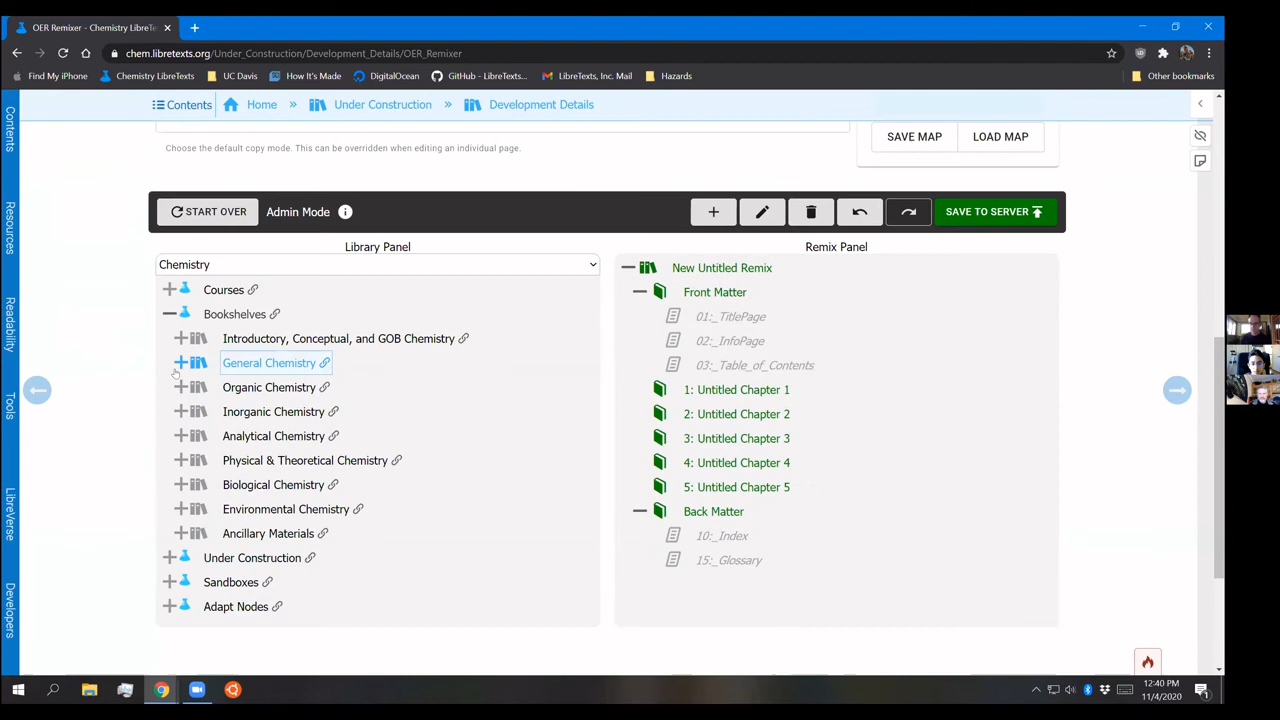 OER Remixer - Chemistry LibreTe
chem.libretexts.org/Under_Construction/Development_Details/OER_Remixer
Find My iPhone Chemistry LibreTexts UC Davis How It's Made DigitalOcean GitHub - LibreTexts... LibreTexts, Inc. Mail Hazards Other bookmarks
Contents Home » Under Construction » Development Details
Contents
Resources
Readability
Tools
LibreVerse
Developers
Choose the default copy mode. This can be overridden when editing an individual page.
SAVE MAP LOAD MAP
START OVER Admin Mode SAVE TO SERVER
Library Panel
Chemistry
Courses
Bookshelves
Introductory, Conceptual, and GOB Chemistry
General Chemistry
Organic Chemistry
Inorganic Chemistry
Analytical Chemistry
Physical & Theoretical Chemistry
Biological Chemistry
Environmental Chemistry
Ancillary Materials
Under Construction
Sandboxes
Adapt Nodes
Remix Panel
New Untitled Remix
Front Matter
01:_TitlePage
02:_InfoPage
03:_Table_of_Contents
1: Untitled Chapter 1
2: Untitled Chapter 2
3: Untitled Chapter 3
4: Untitled Chapter 4
5: Untitled Chapter 5
Back Matter
10:_Index
15:_Glossary
12:40 PM
11/4/2020